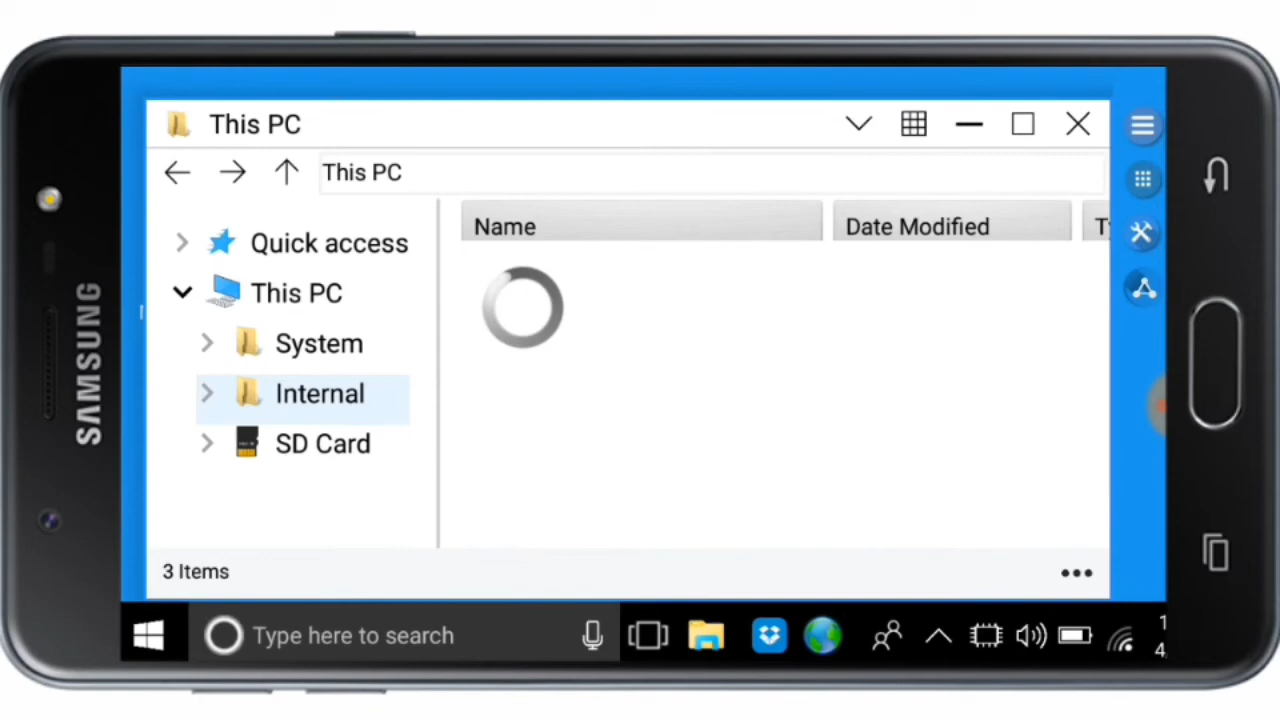 SAMSUNG
This PC
This PC
Name
Date Modified
Quick access
This PC
System
Internal
SD Card
3 Items
Type here to search